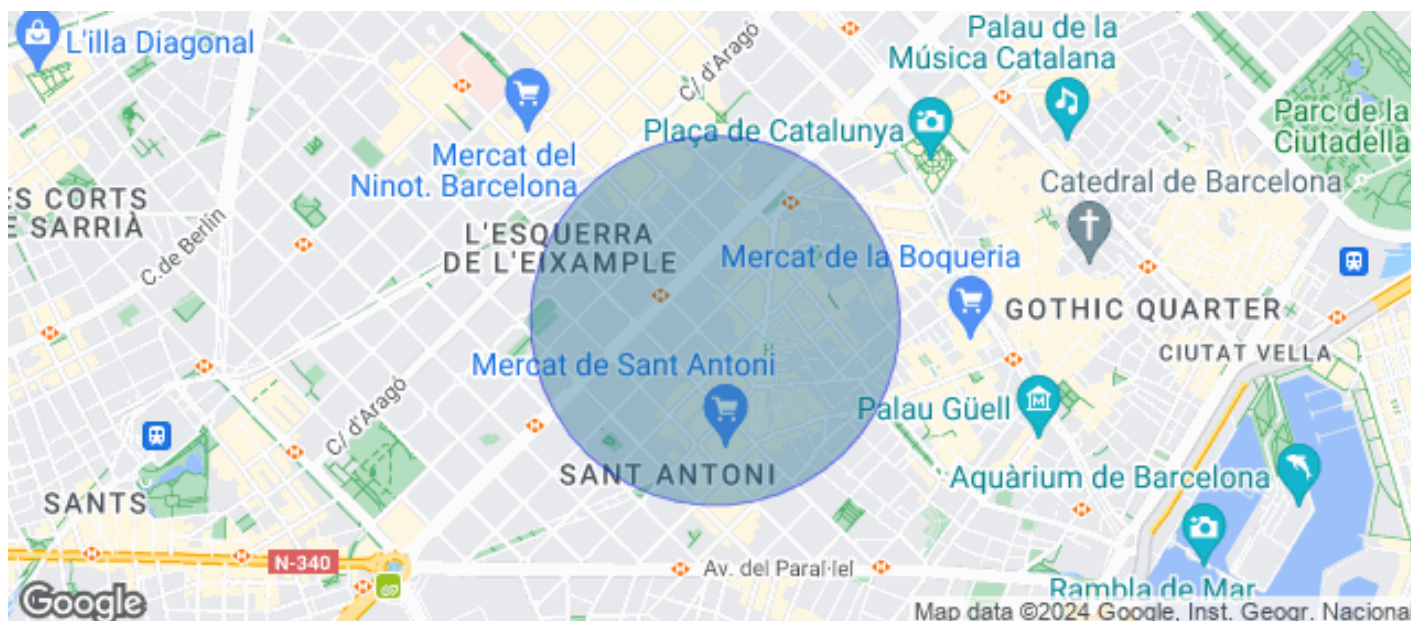 L'illa Diagonal
C/ d'Aragó
Palau de la
Música Catalana
Plaça de Catalunya
Parc de la
Ciutadella
Mercat del
Ninot. Barcelona
Catedral de Barcelona
ES CORTS
E SARRIÀ
C. de Berlín
L'ESQUERRA
DE L'EIXAMPLE
Mercat de la Boqueria
GOTHIC QUARTER
CIUTAT VELLA
Mercat de Sant Antoni
C/ d'Aragó
Palau Güell
SANT ANTONI
Aquàrium de Barcelona
SANTS
N-340
Av. del Paral·lel
Rambla de Mar
Google
Map data ©2024 Google, Inst. Geogr. Naciona